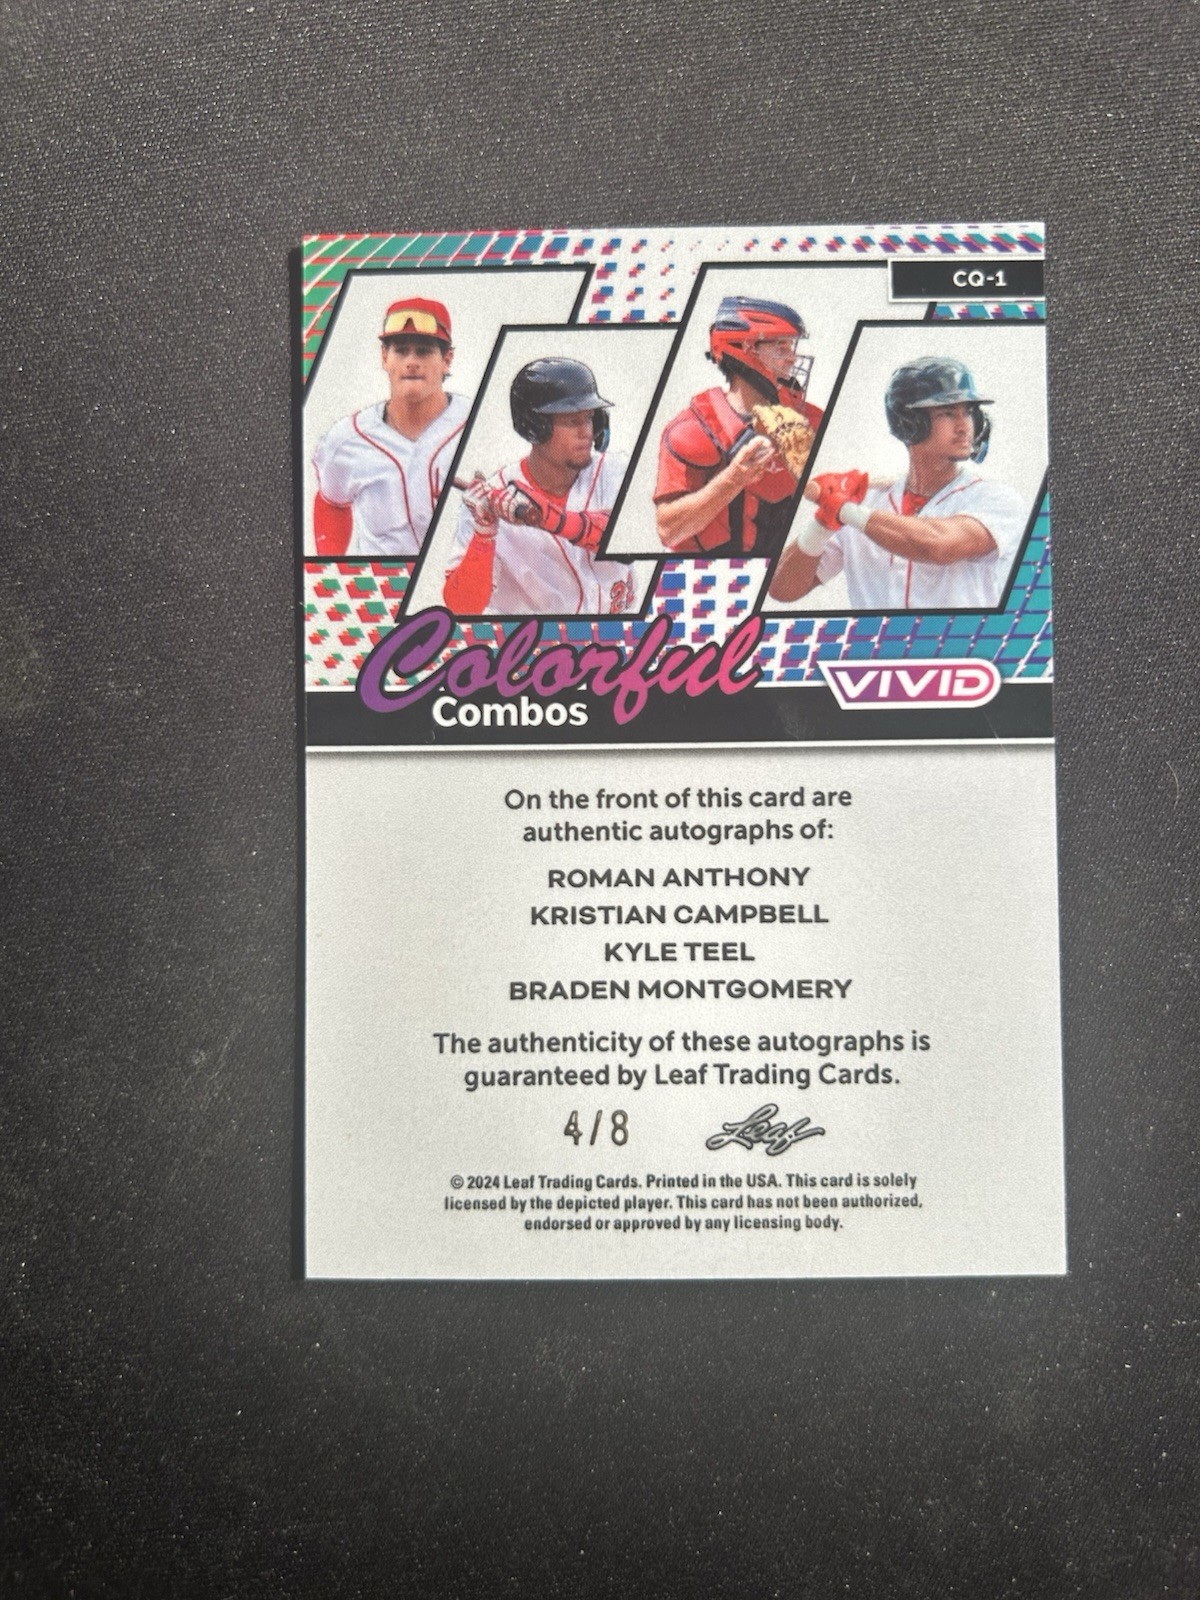 CQ-1
Colorful
Combos
VIVID
On the front of this card are
authentic autographs of:
ROMAN ANTHONY
KRISTIAN CAMPBELL
KYLE TEEL
BRADEN MONTGOMERY
The authenticity of these autographs is
guaranteed by Leaf Trading Cards.
4/8 Leaf
© 2024 Leaf Trading Cards. Printed in the USA. This card is solely
licensed by the depicted player. This card has not been authorized,
endorsed or approved by any licensing body.